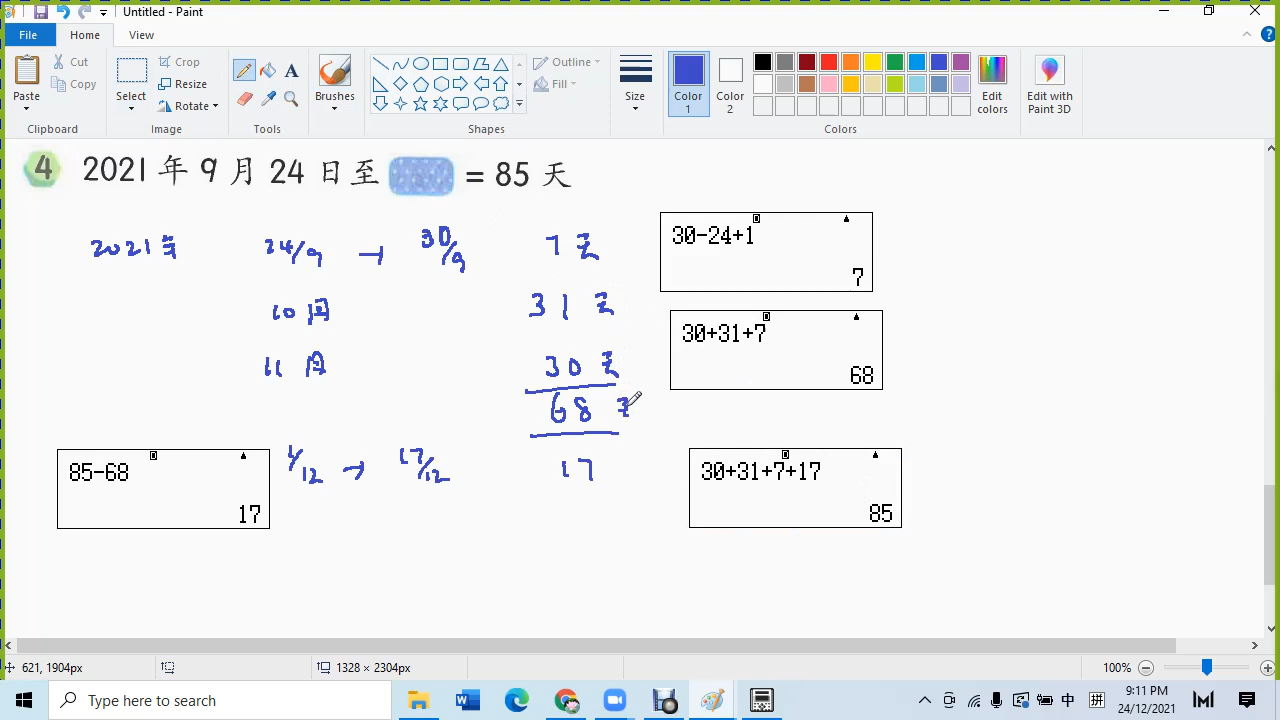 Untitled - Paint
File Home View
Paste Cut Copy Clipboard
Select Crop Resize Rotate Image
Tools
Brushes
Outline Fill Shapes
Size
Color 1 Color 2 Edit colors Colors
Edit with Paint 3D
4 2021 年 9 月 24 日至 = 85 天
2021年 24/9 → 30/9 7 天
30-24+1
7
10 月 31 天
30+31+7
68
11 月 30 天
68 天
1/12 → 17/12 17
85-68
17
30+31+7+17
85
621, 1904px 1328 × 2304px 100%
Type here to search
中 拼 9:11 PM
24/12/2021